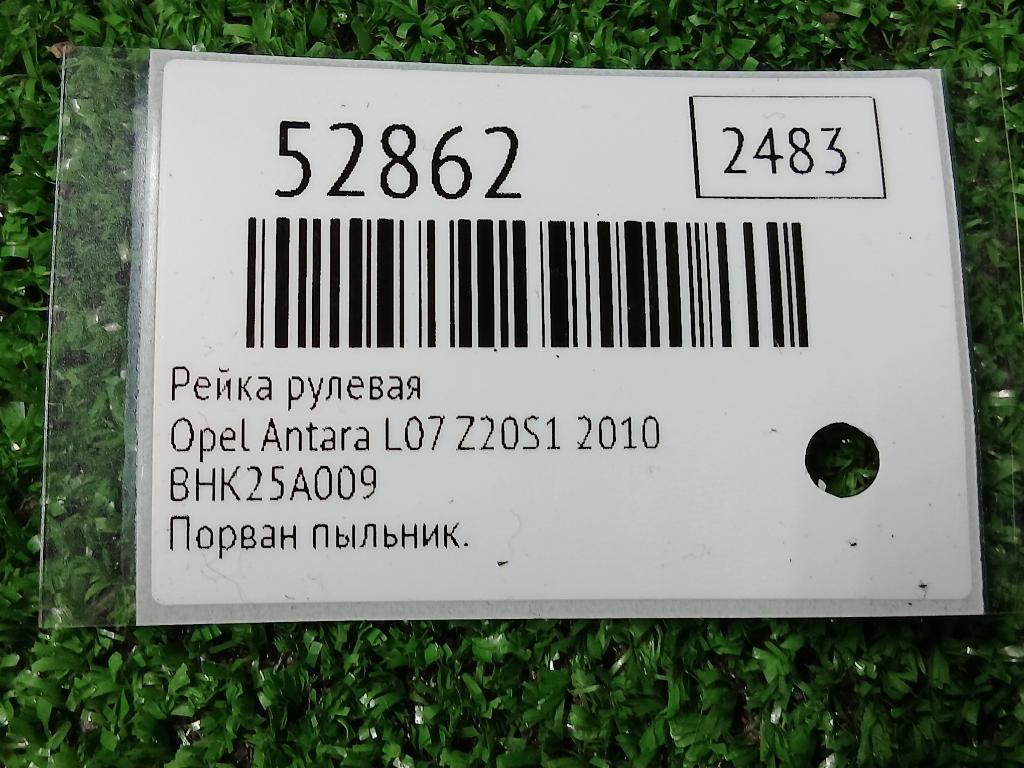 52862
2483
Рейка рулевая
Opel Antara L07 Z20S1 2010
BHK25A009
Порван пыльник.